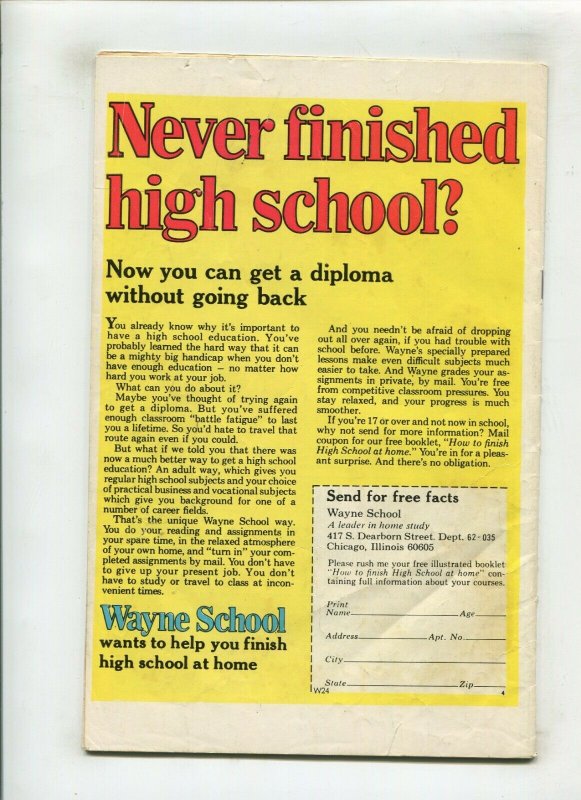 Never finished
high school?
Now you can get a diploma
without going back
You already know why it's important to
have a high school education. You've
probably learned the hard way that it can
be a mighty big handicap when you don't
have enough education – no matter how
hard you work at your job.
What can you do about it?
Maybe you've thought of trying again
to get a diploma. But you've suffered
enough classroom "battle fatigue" to last
you a lifetime. So you'd hate to travel that
route again even if you could.
But what if we told you that there was
now a much better way to get a high school
education? An adult way, which gives you
regular high school subjects and your choice
of practical business and vocational subjects
which give you background for one of a
number of career fields.
That's the unique Wayne School way.
You do your reading and assignments in
your spare time, in the relaxed atmosphere
of your own home, and "turn in" your com-
pleted assignments by mail. You don't have
to give up your present job. You don't
have to study or travel to class at incon-
venient times.
Wayne School
wants to help you finish
high school at home
And you needn't be afraid of dropping
out all over again, if you had trouble with
school before. Wayne's specially prepared
lessons make even difficult subjects much
easier to take. And Wayne grades your as-
signments in private, by mail. You're free
from competitive classroom pressures. You
stay relaxed, and your progress is much
smoother.
If you're 17 or over and not now in school,
why not send for more information? Mail
coupon for our free booklet, "How to finish
High School at home." You're in for a pleas-
ant surprise. And there's no obligation.
Send for free facts
Wayne School
A leader in home study
417 S. Dearborn Street. Dept. 62-035
Chicago, Illinois 60605
Please rush me your free illustrated booklet
"How to finish High School at home" con-
taining full information about your courses.
Print
Name Age
Address Apt. No.
City
State Zip
W24 4